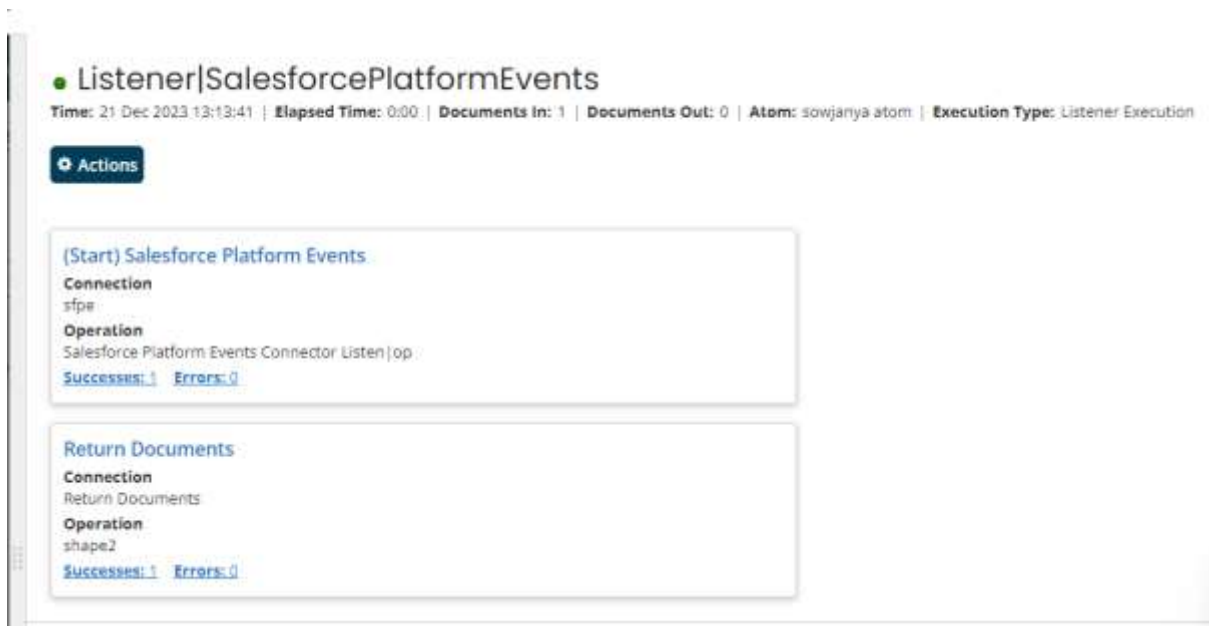 Listener|SalesforcePlatformEvents
Time: 21 Dec 2023 13:13:41 | Elapsed Time: 0:00 | Documents In: 1 | Documents Out: 0 | Atom: sowjanya atom | Execution Type: Listener Execution
Actions
(Start) Salesforce Platform Events
Connection
sfpe
Operation
Salesforce Platform Events Connector Listen|op
Successes: 1 Errors: 0
Return Documents
Connection
Return Documents
Operation
shape2
Successes: 1 Errors: 0